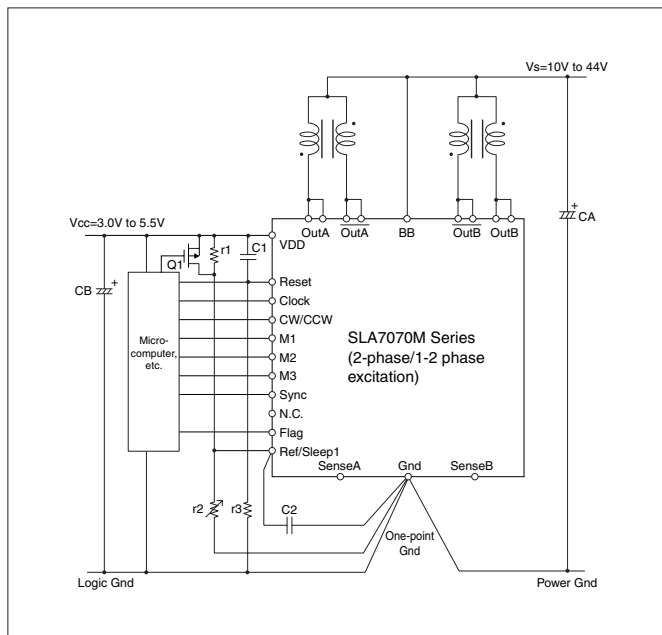 Vs=10V to 44V
Vcc=3.0V to 5.5V
OutA
OutA
BB
OutB
OutB
CA
+
VDD
r1
C1
Q1
CB
+
Reset
Clock
CW/CCW
M1
M2
M3
Sync
N.C.
Flag
Ref/Sleep1
Micro-
computer,
etc.
SLA7070M Series
(2-phase/1-2 phase
excitation)
SenseA
Gnd
SenseB
r2
r3
C2
One-point
Gnd
Logic Gnd
Power Gnd